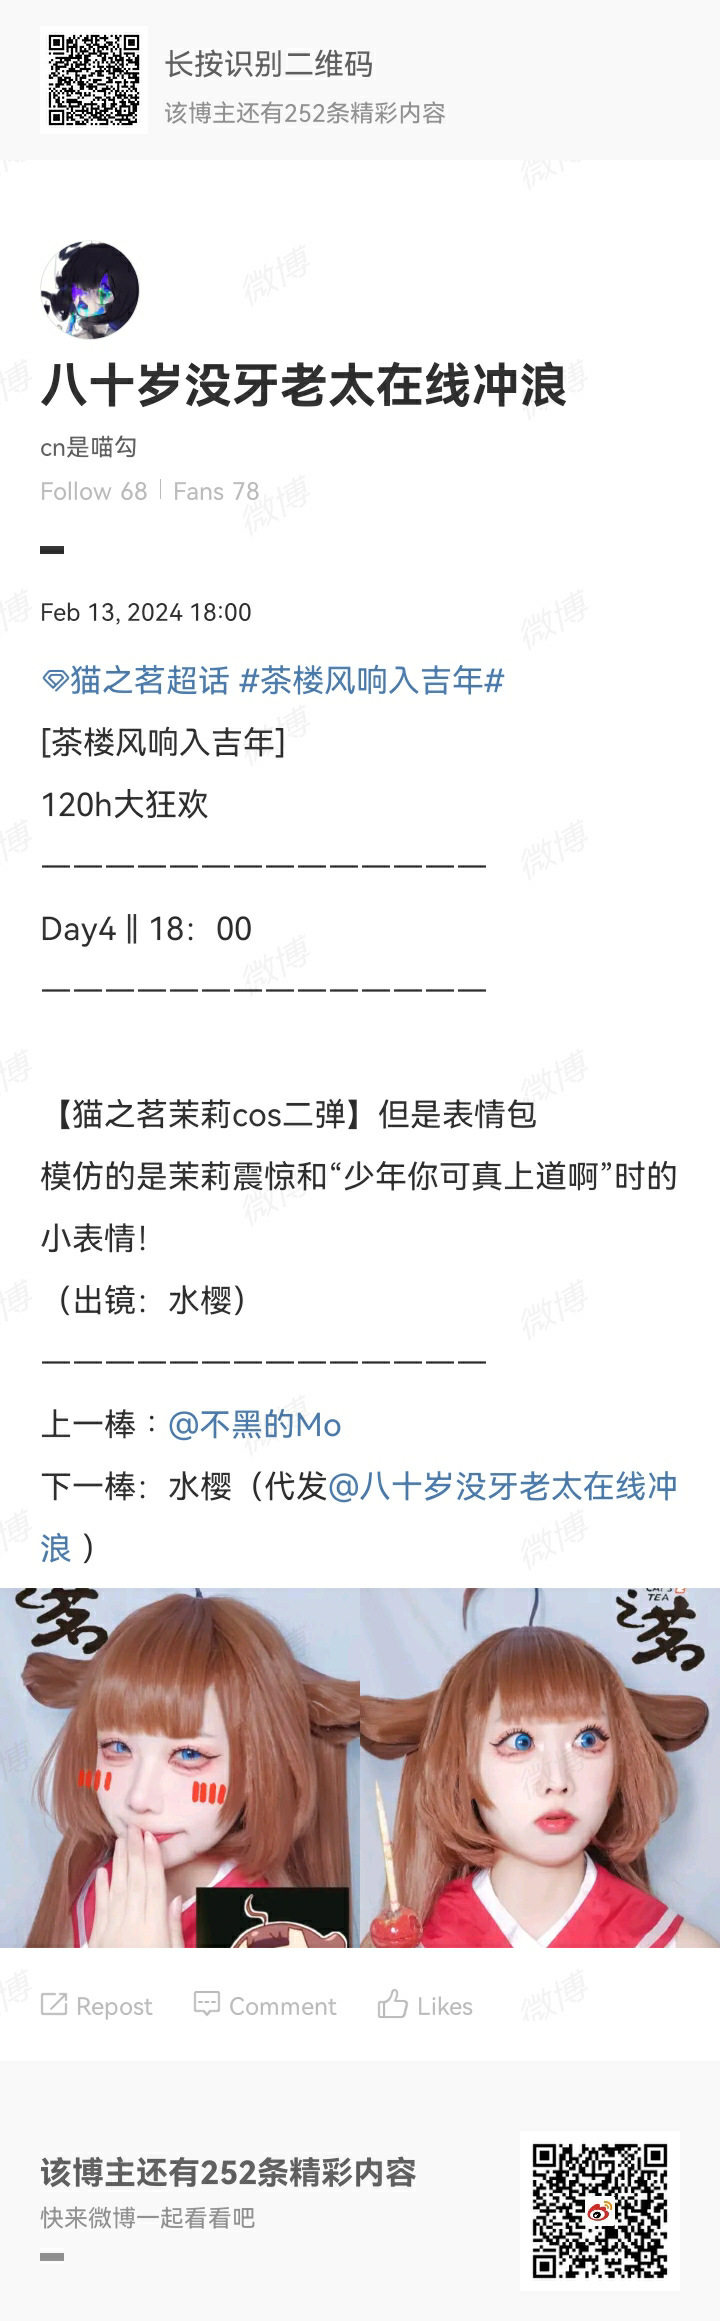 长按识别二维码
该博主还有252条精彩内容
八十岁没牙老太在线冲浪
cn是喵勾
Follow 68 | Fans 78
Feb 13, 2024 18:00
猫之茗超话 #茶楼风响入吉年#
[茶楼风响入吉年]
120h大狂欢
——————————————
Day4 ‖ 18：00
——————————————
【猫之茗茉莉cos二弹】但是表情包
模仿的是茉莉震惊和“少年你可真上道啊”时的
小表情！
（出镜：水樱）
——————————————
上一棒：@不黑的Mo
下一棒：水樱（代发@八十岁没牙老太在线冲
浪 ）
之茗
TEA
之茗
Repost Comment Likes
该博主还有252条精彩内容
快来微博一起看看吧
微博